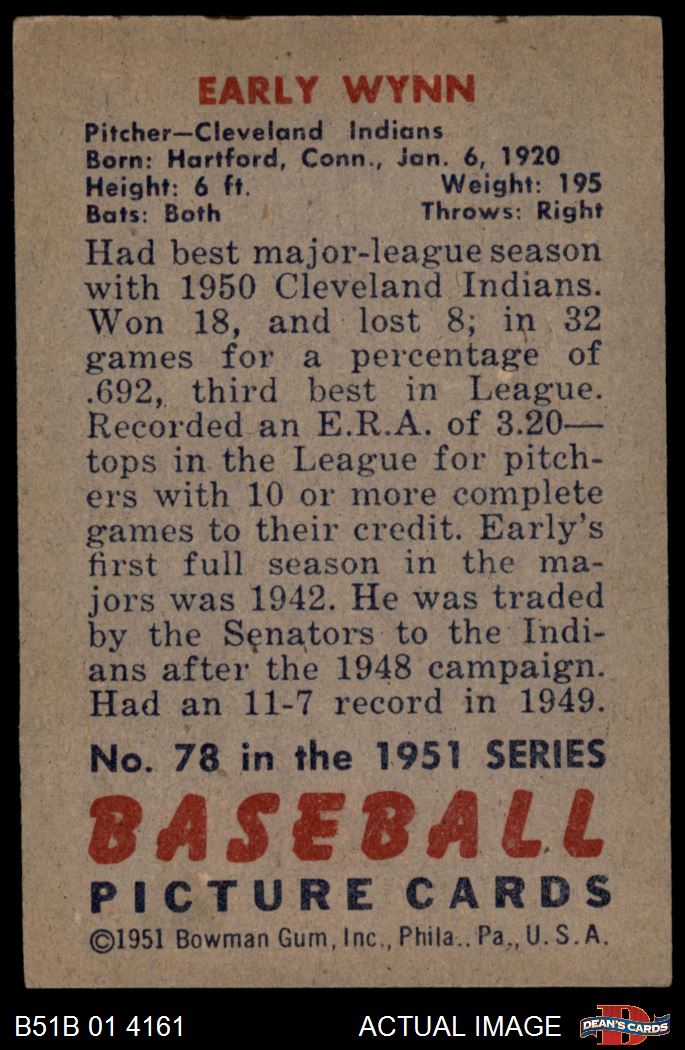 EARLY WYNN
Pitcher—Cleveland Indians
Born: Hartford, Conn., Jan. 6, 1920
Height: 6 ft. Weight: 195
Bats: Both Throws: Right
Had best major-league season
with 1950 Cleveland Indians.
Won 18, and lost 8; in 32
games for a percentage of
.692, third best in League.
Recorded an E.R.A. of 3.20—
tops in the League for pitch-
ers with 10 or more complete
games to their credit. Early's
first full season in the ma-
jors was 1942. He was traded
by the Senators to the Indi-
ans after the 1948 campaign.
Had an 11-7 record in 1949.
No. 78 in the 1951 SERIES
BASEBALL
PICTURE CARDS
©1951 Bowman Gum, Inc., Phila.. Pa., U. S. A.
B51B 01 4161 ACTUAL IMAGE DEAN'S CARDS